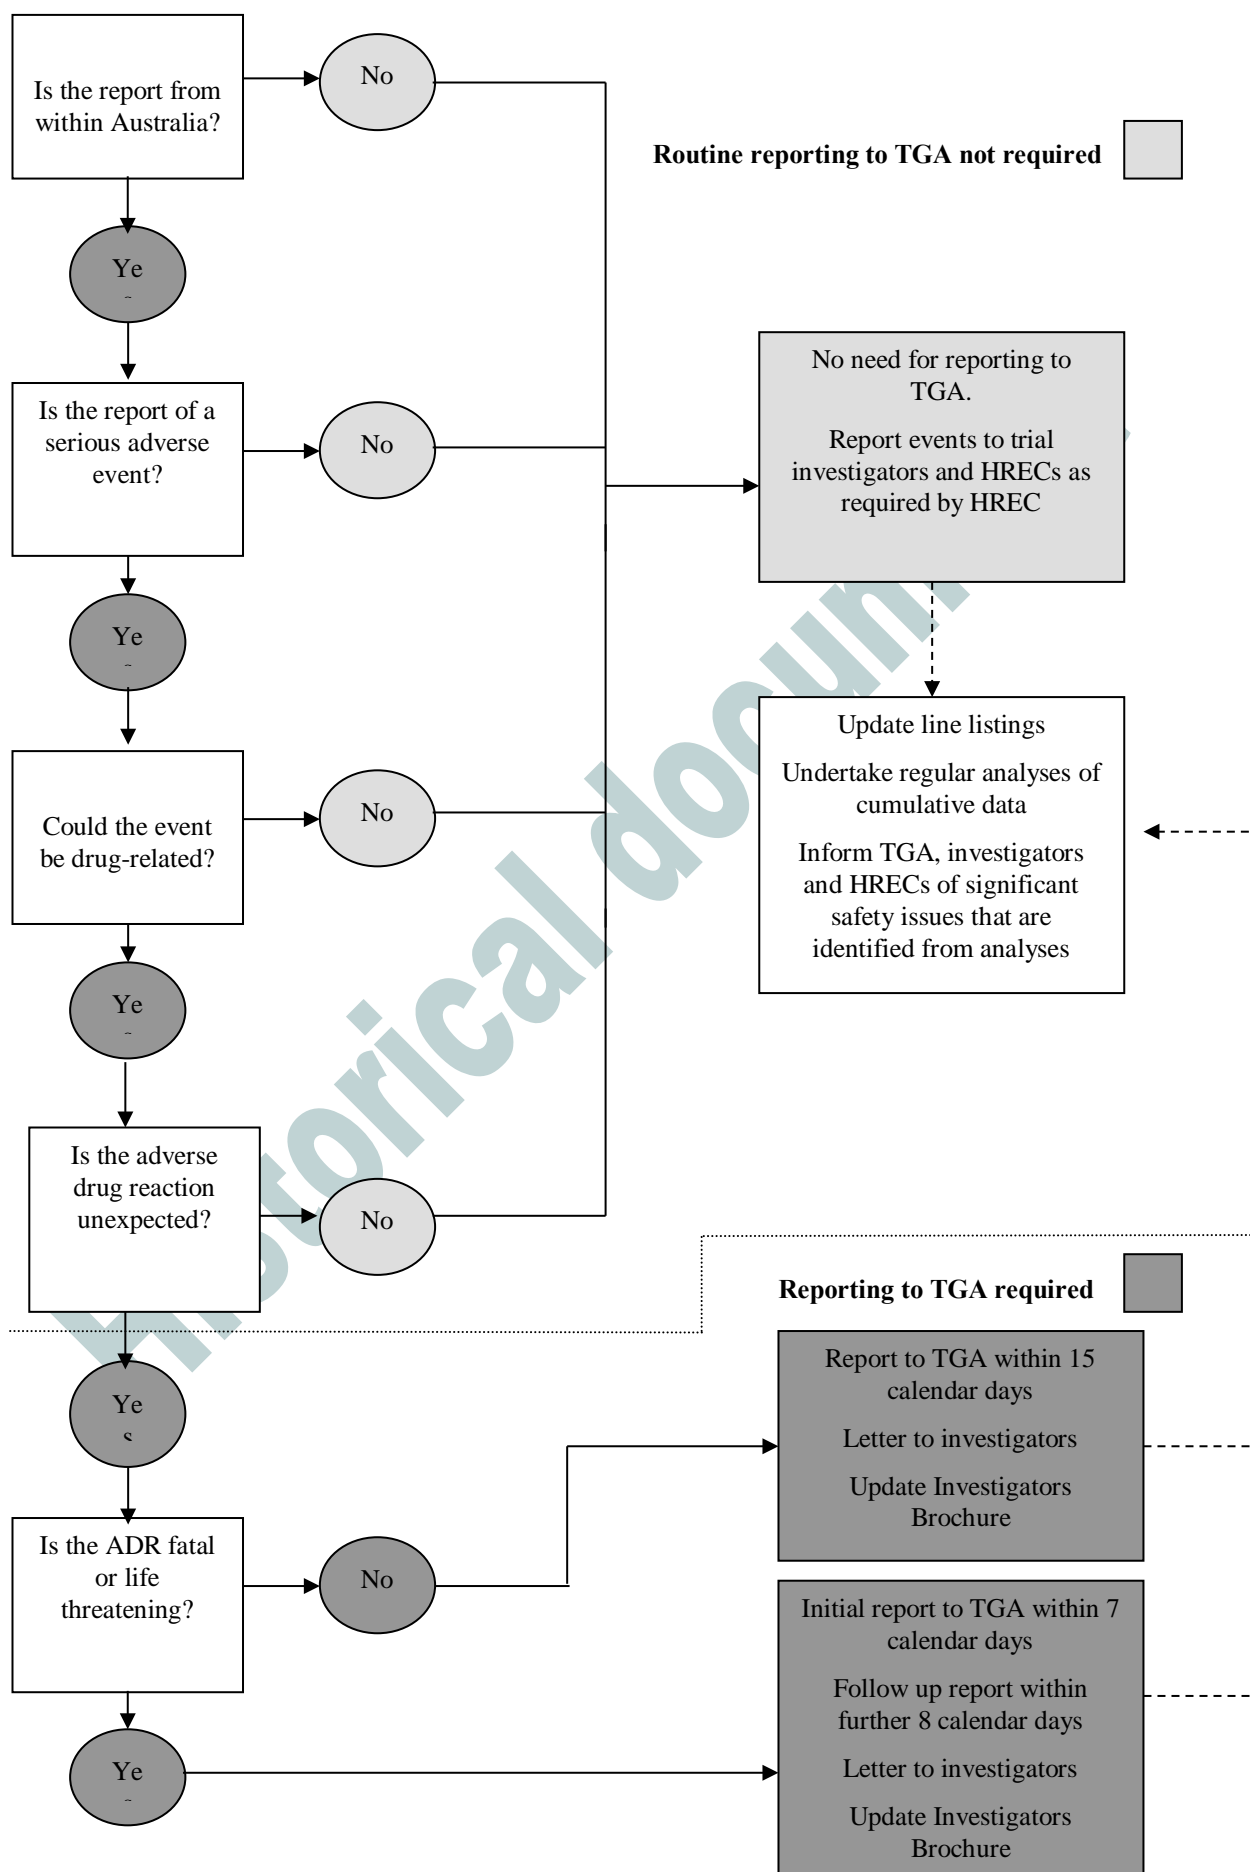 Is the report from
within Australia?
No
Routine reporting to TGA not required
Ye
Is the report of a
serious adverse
event?
No
No need for reporting to
TGA.
Report events to trial
investigators and HRECs as
required by HREC
Ye
Update line listings
Undertake regular analyses of
cumulative data
Inform TGA, investigators
and HRECs of significant
safety issues that are
identified from analyses
Could the event
be drug-related?
No
Ye
Is the adverse
drug reaction
unexpected?
No
Historical
Reporting to TGA required
Ye
s
Report to TGA within 15
calendar days
Letter to investigators
Update Investigators
Brochure
Is the ADR fatal
or life
threatening?
No
Initial report to TGA within 7
calendar days
Follow up report within
further 8 calendar days
Letter to investigators
Update Investigators
Brochure
Ye